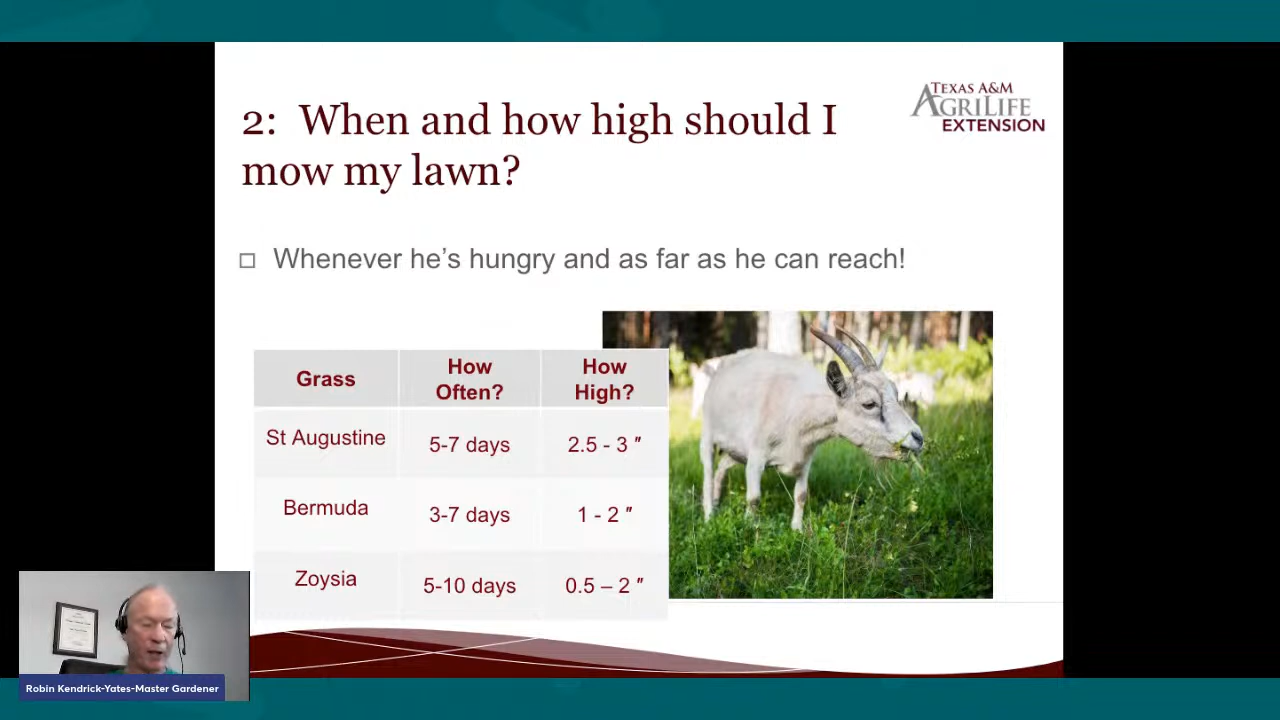 2:  When and how high should I
mow my lawn?
TEXAS A&M
AGRILIFE
EXTENSION
Whenever he's hungry and as far as he can reach!
Grass
How
Often?
How
High?
St Augustine
5-7 days
2.5 - 3 "
Bermuda
3-7 days
1 - 2 "
Zoysia
5-10 days
0.5 – 2 "
Robin Kendrick-Yates-Master Gardener